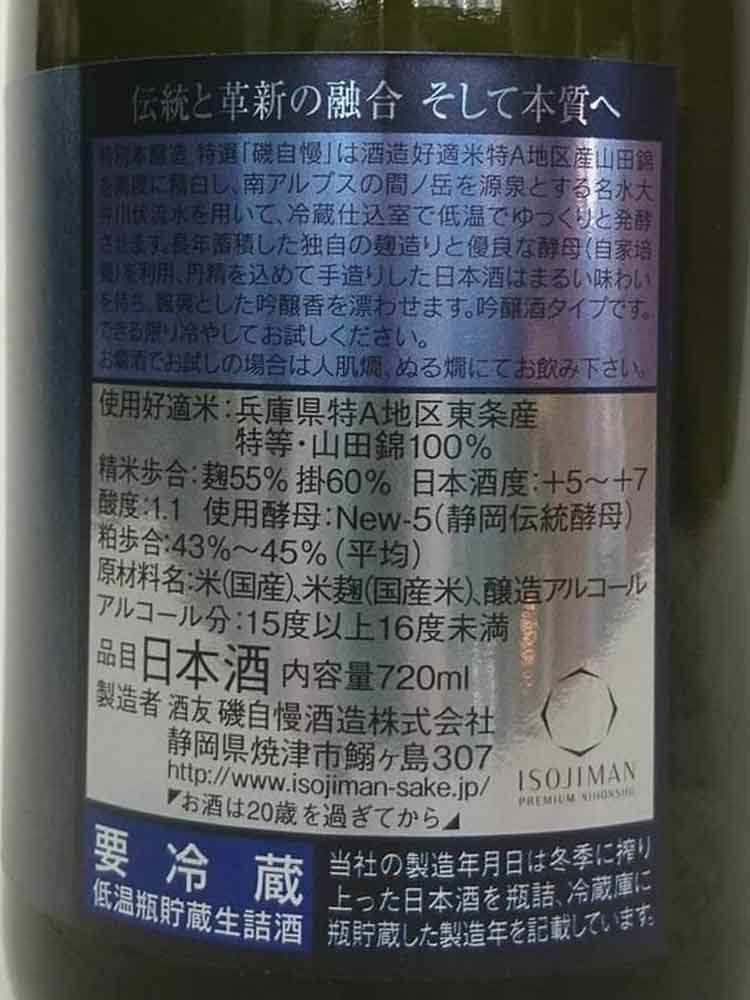 伝統と革新の融合 そして本質へ
特別本醸造 特選「磯自慢」は酒造好適米特A地区産山田錦
を高度に精白し、南アルプスの間ノ岳を源泉とする名水大
井川伏流水を用いて、冷蔵仕込室で低温でゆっくりと発酵
させます。長年蓄積した独自の麹造りと優良な酵母（自家培
養）を利用、丹精を込めて手造りした日本酒はまるい味わい
を持ち、颯爽とした吟醸香を漂わせます。吟醸酒タイプです。
できる限り冷やしてお試しください。
お燗酒でお試しの場合は人肌燗、ぬる燗にてお飲み下さい。
使用好適米：兵庫県特A地区東条産
特等・山田錦100%
精米歩合：麹55% 掛60% 日本酒度：+5〜+7
酸度：1.1 使用酵母：New-5（静岡伝統酵母）
粕歩合：43%〜45%（平均）
原材料名：米(国産)、米麹(国産米)、醸造アルコール
アルコール分：15度以上16度未満
品目 日本酒 内容量720ml
製造者 酒友 磯自慢酒造株式会社
静岡県焼津市鰯ヶ島307
http://www.isojiman-sake.jp/
お酒は20歳を過ぎてから
ISOJIMAN
PREMIUM NIHONSHU
要冷蔵
低温瓶貯蔵生詰酒
当社の製造年月日は冬季に搾り
上った日本酒を瓶詰、冷蔵庫に
瓶貯蔵した製造年を記載しています。